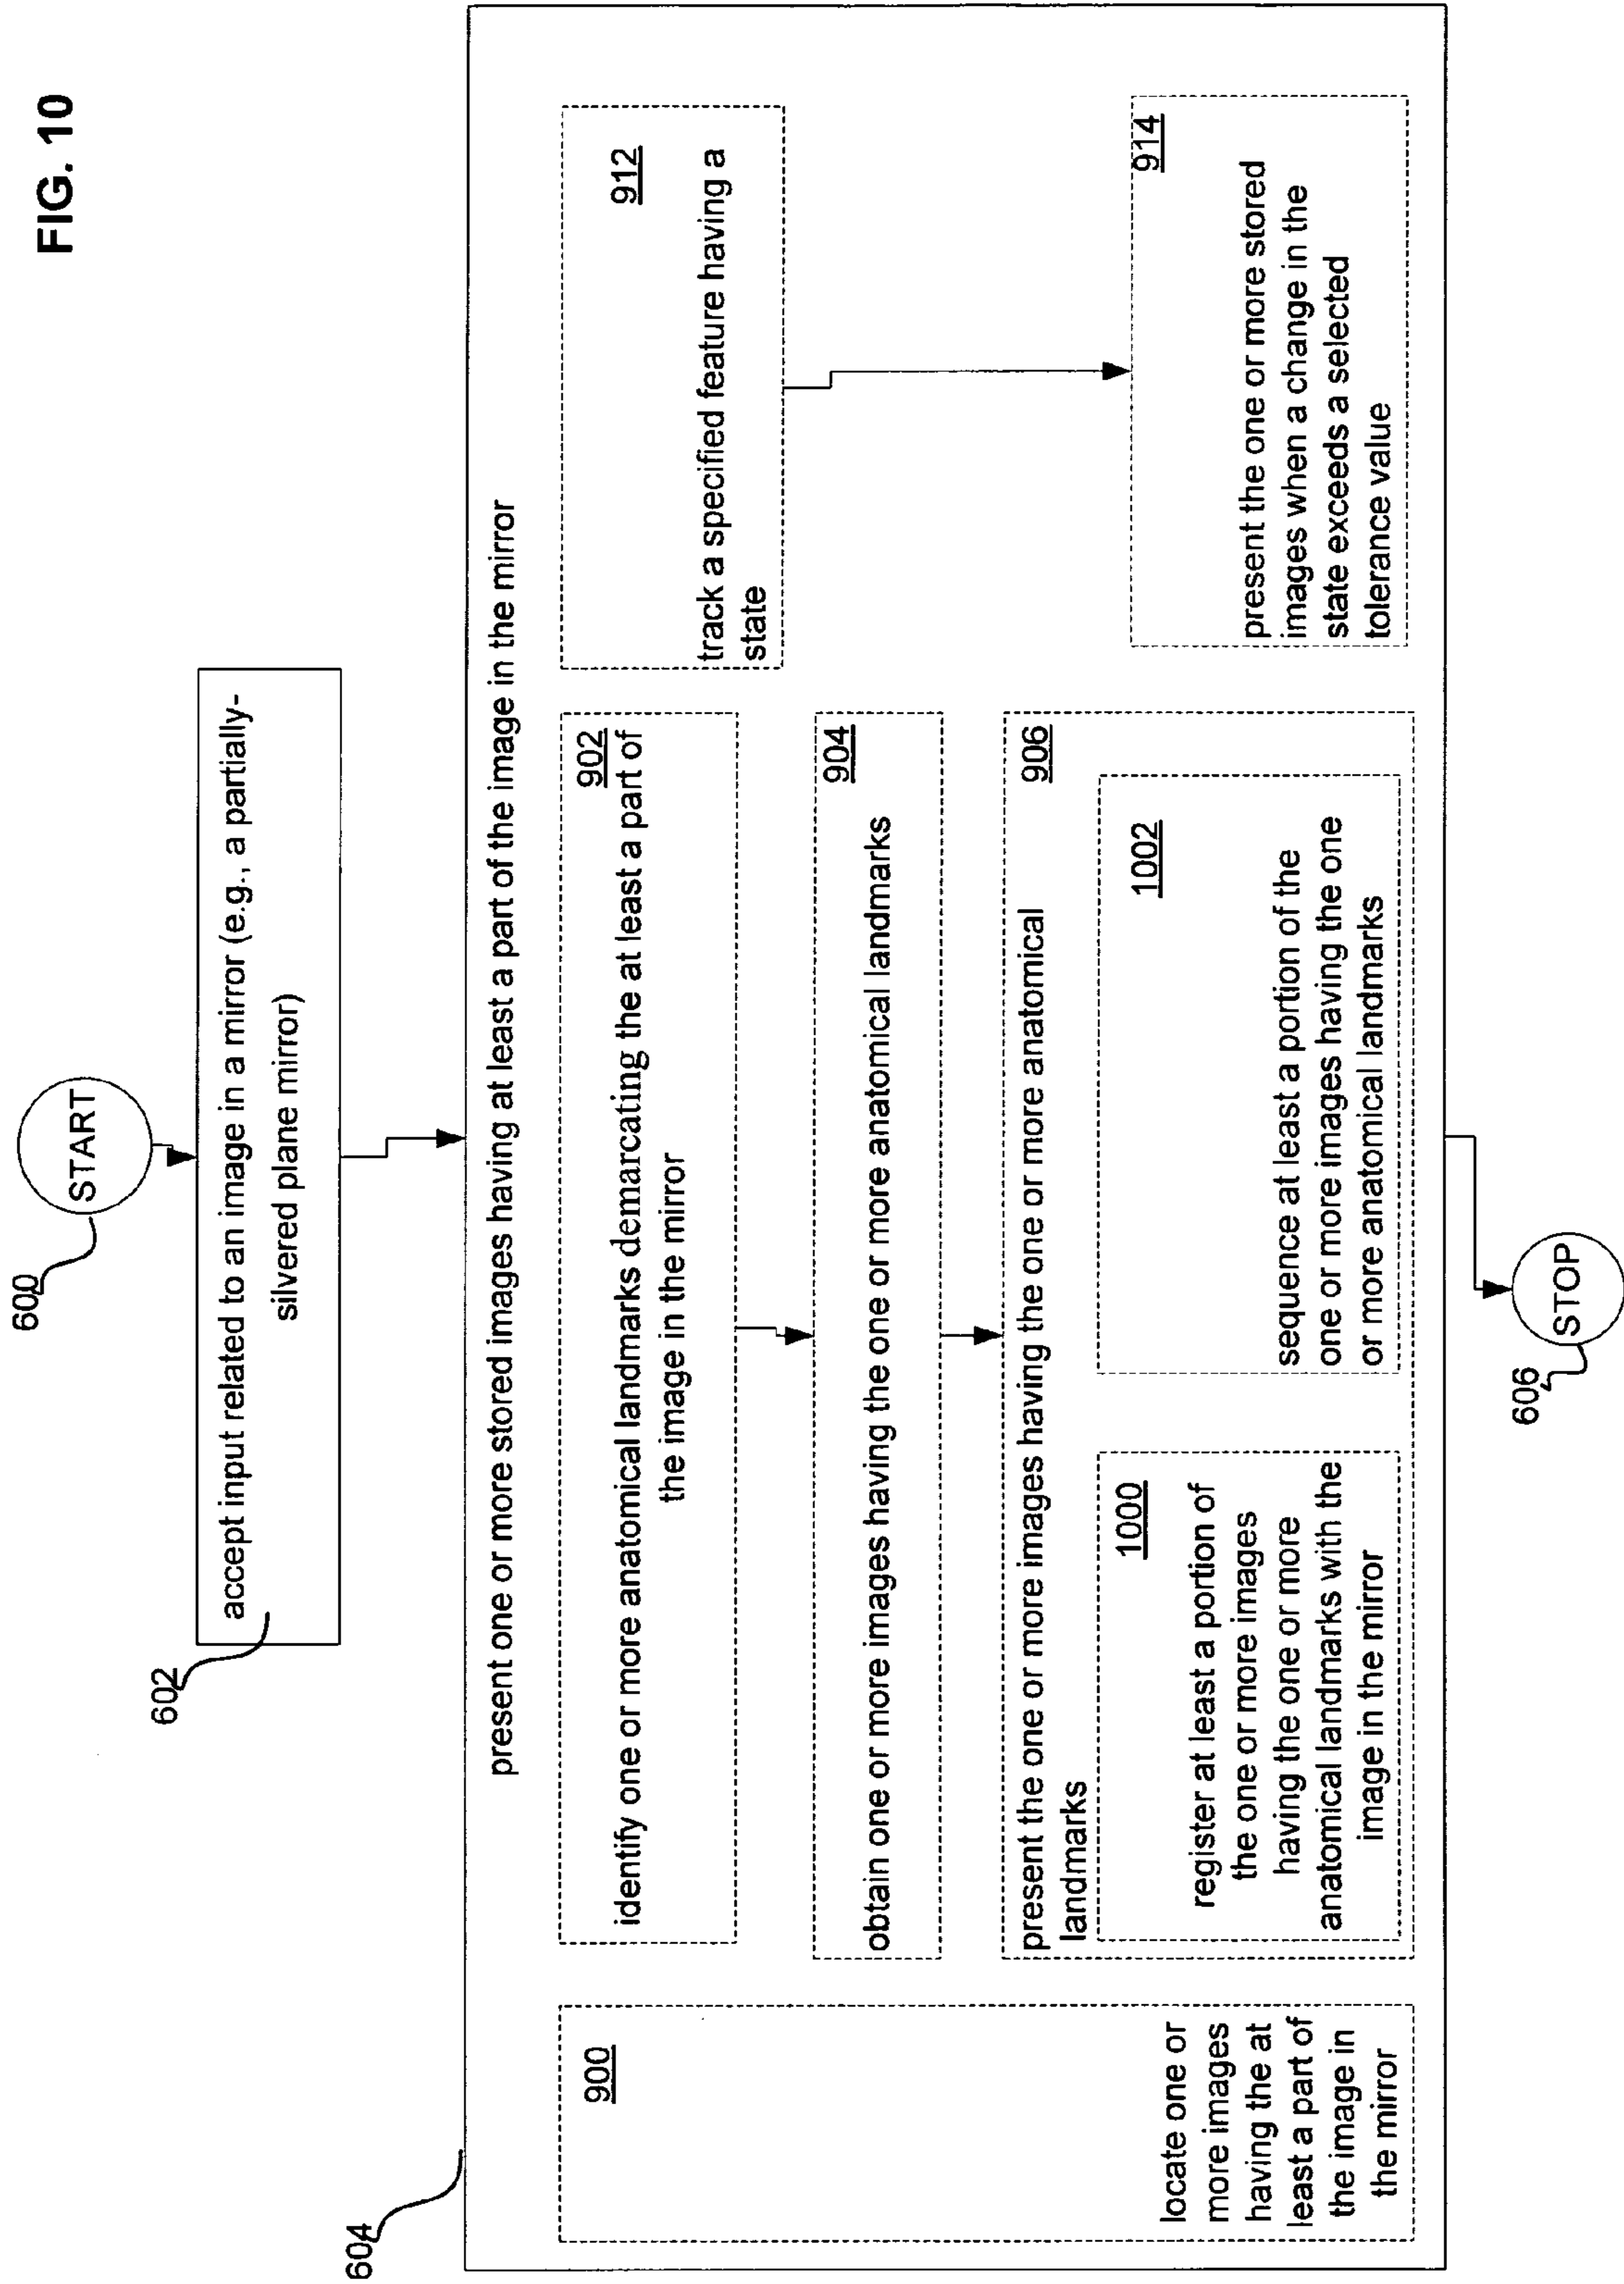 FIG. 10
START
600
accept input related to an image in a mirror (e.g., a partially-
silvered plane mirror)
602
604
present one or more stored images having at least a part of the image in the mirror
900
locate one or
more images
having the at
least a part of
the image in
the mirror
902
identify one or more anatomical landmarks demarcating the at least a part of
the image in the mirror
904
obtain one or more images having the one or more anatomical landmarks
906
present the one or more images having the one or more anatomical
landmarks
1000
register at least a portion of
the one or more images
having the one or more
anatomical landmarks with the
image in the mirror
1002
sequence at least a portion of the
one or more images having the one
or more anatomical landmarks
912
track a specified feature having a
state
914
present the one or more stored
images when a change in the
state exceeds a selected
tolerance value
606
STOP